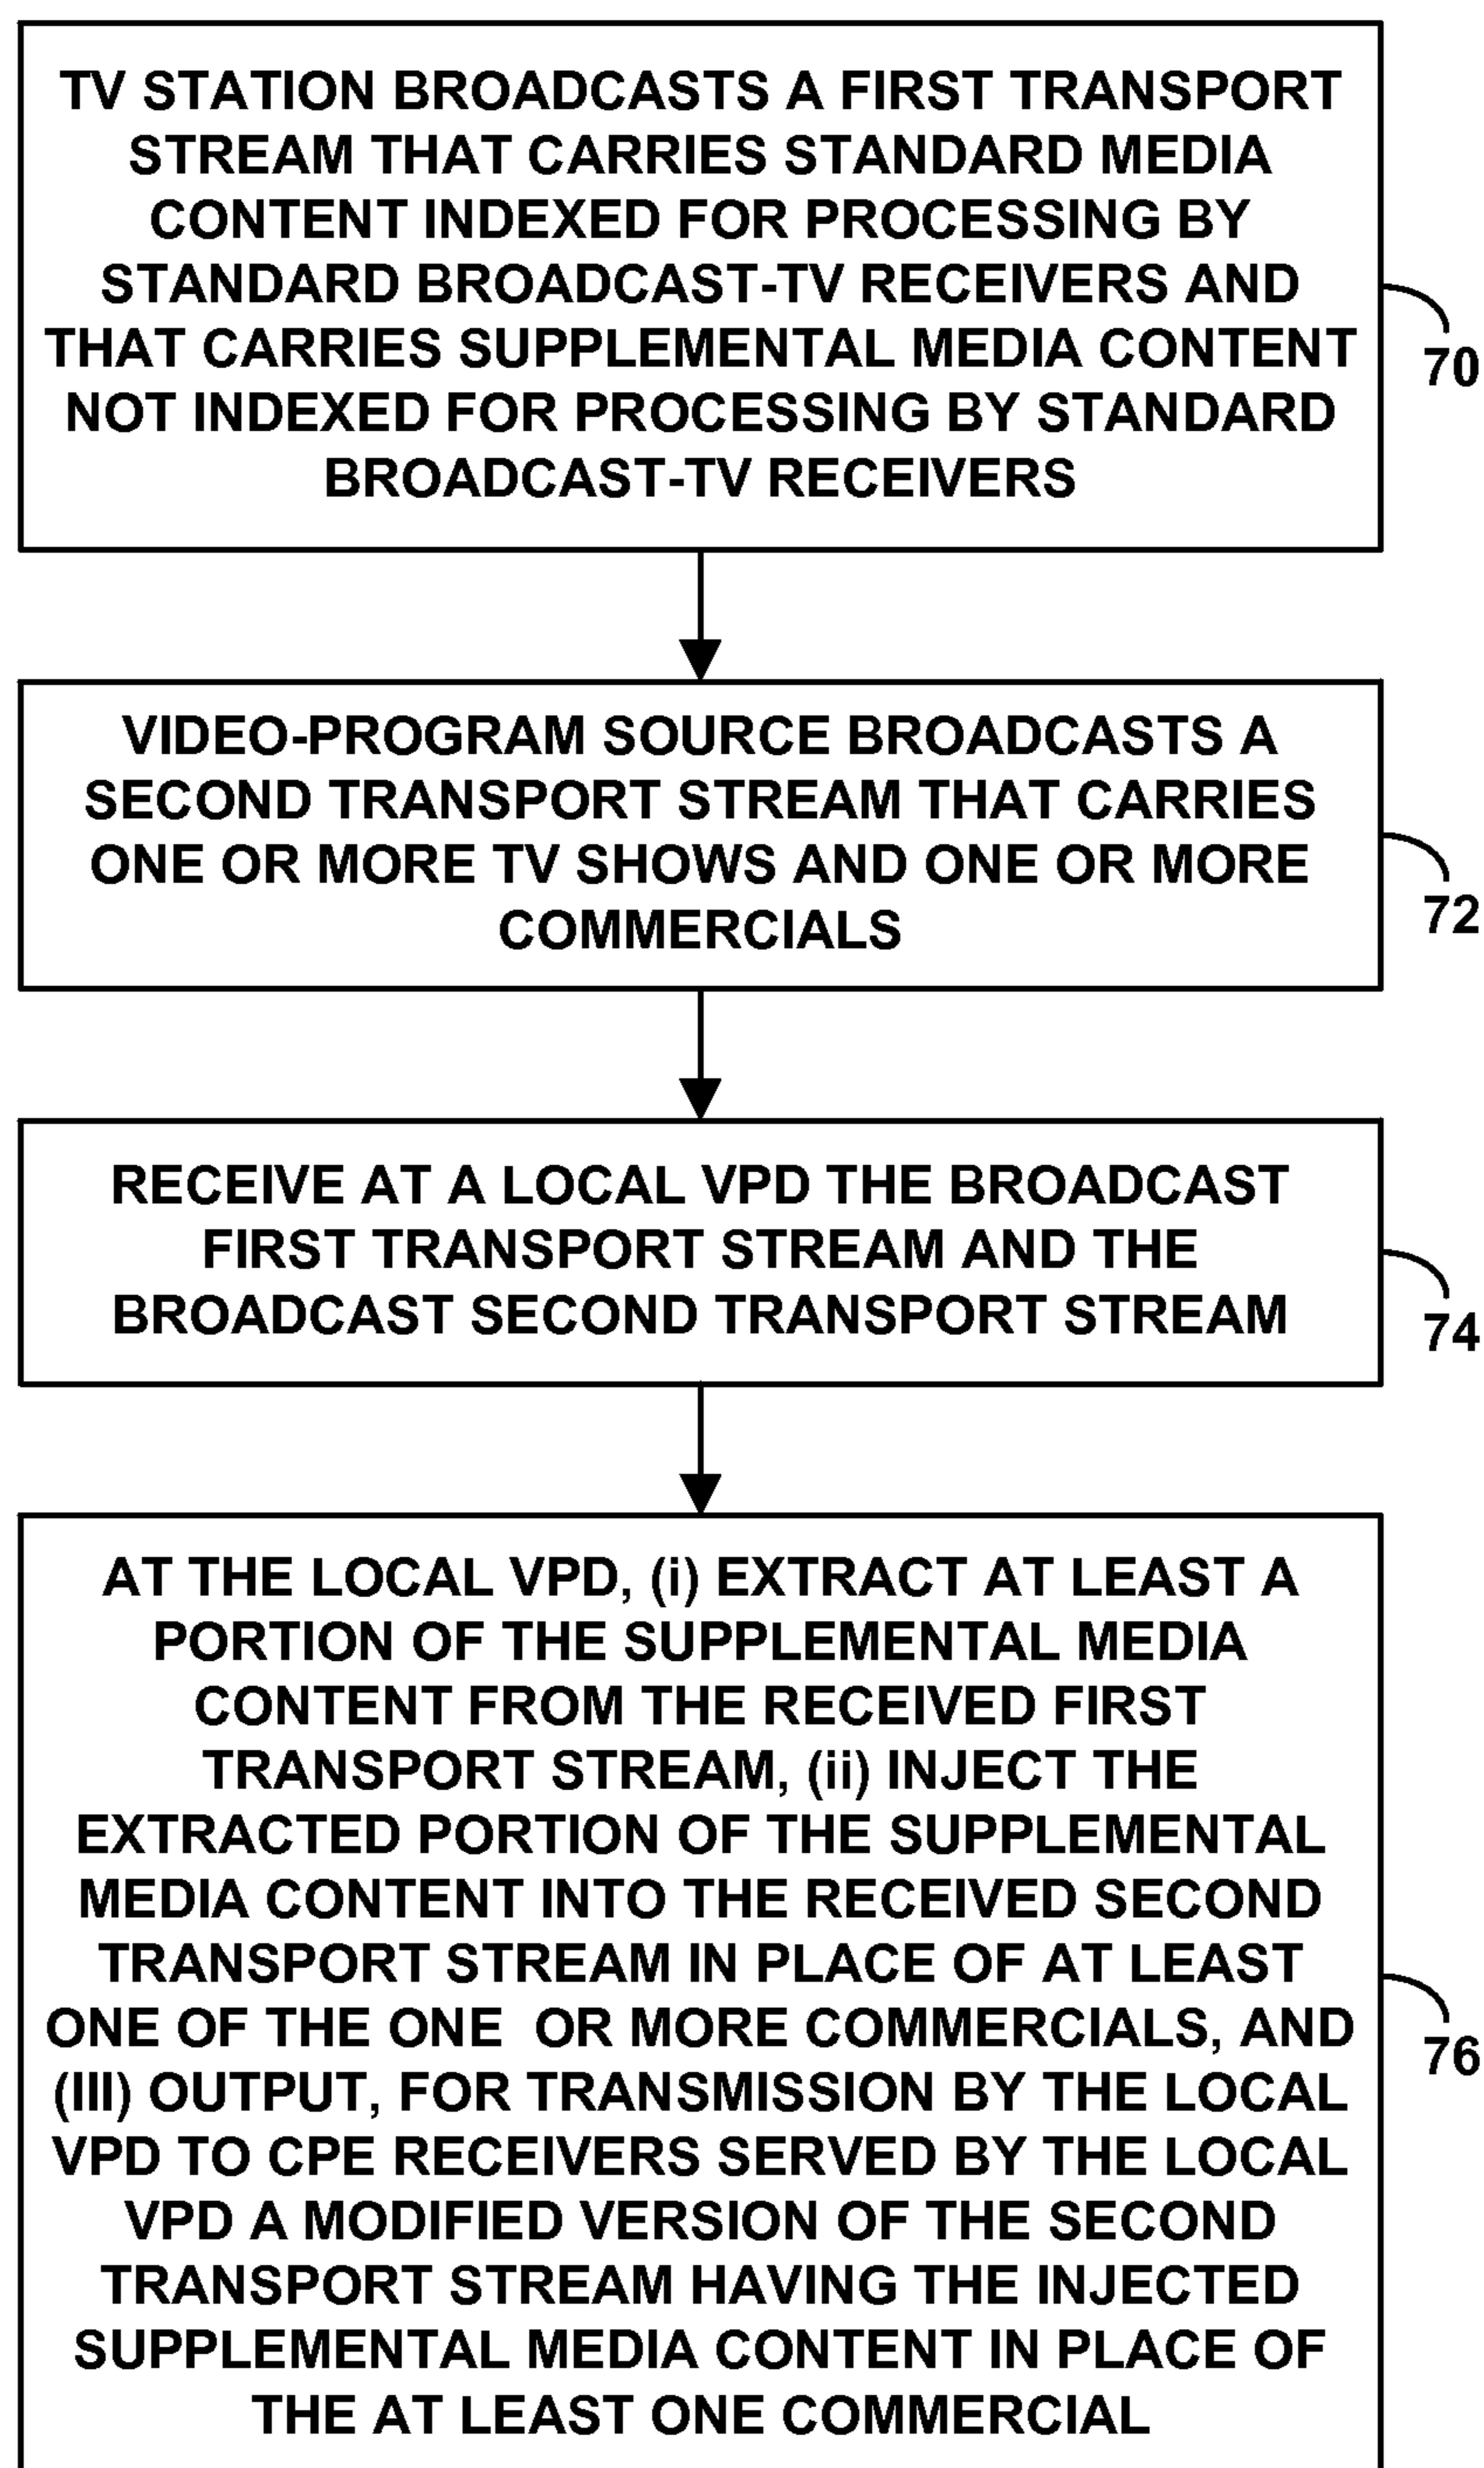 TV STATION BROADCASTS A FIRST TRANSPORT
STREAM THAT CARRIES STANDARD MEDIA
CONTENT INDEXED FOR PROCESSING BY
STANDARD BROADCAST-TV RECEIVERS AND
THAT CARRIES SUPPLEMENTAL MEDIA CONTENT
NOT INDEXED FOR PROCESSING BY STANDARD
BROADCAST-TV RECEIVERS
70
VIDEO-PROGRAM SOURCE BROADCASTS A
SECOND TRANSPORT STREAM THAT CARRIES
ONE OR MORE TV SHOWS AND ONE OR MORE
COMMERCIALS
72
RECEIVE AT A LOCAL VPD THE BROADCAST
FIRST TRANSPORT STREAM AND THE
BROADCAST SECOND TRANSPORT STREAM
74
AT THE LOCAL VPD, (i) EXTRACT AT LEAST A
PORTION OF THE SUPPLEMENTAL MEDIA
CONTENT FROM THE RECEIVED FIRST
TRANSPORT STREAM, (ii) INJECT THE
EXTRACTED PORTION OF THE SUPPLEMENTAL
MEDIA CONTENT INTO THE RECEIVED SECOND
TRANSPORT STREAM IN PLACE OF AT LEAST
ONE OF THE ONE  OR MORE COMMERCIALS, AND
(III) OUTPUT, FOR TRANSMISSION BY THE LOCAL
VPD TO CPE RECEIVERS SERVED BY THE LOCAL
VPD A MODIFIED VERSION OF THE SECOND
TRANSPORT STREAM HAVING THE INJECTED
SUPPLEMENTAL MEDIA CONTENT IN PLACE OF
THE AT LEAST ONE COMMERCIAL
76